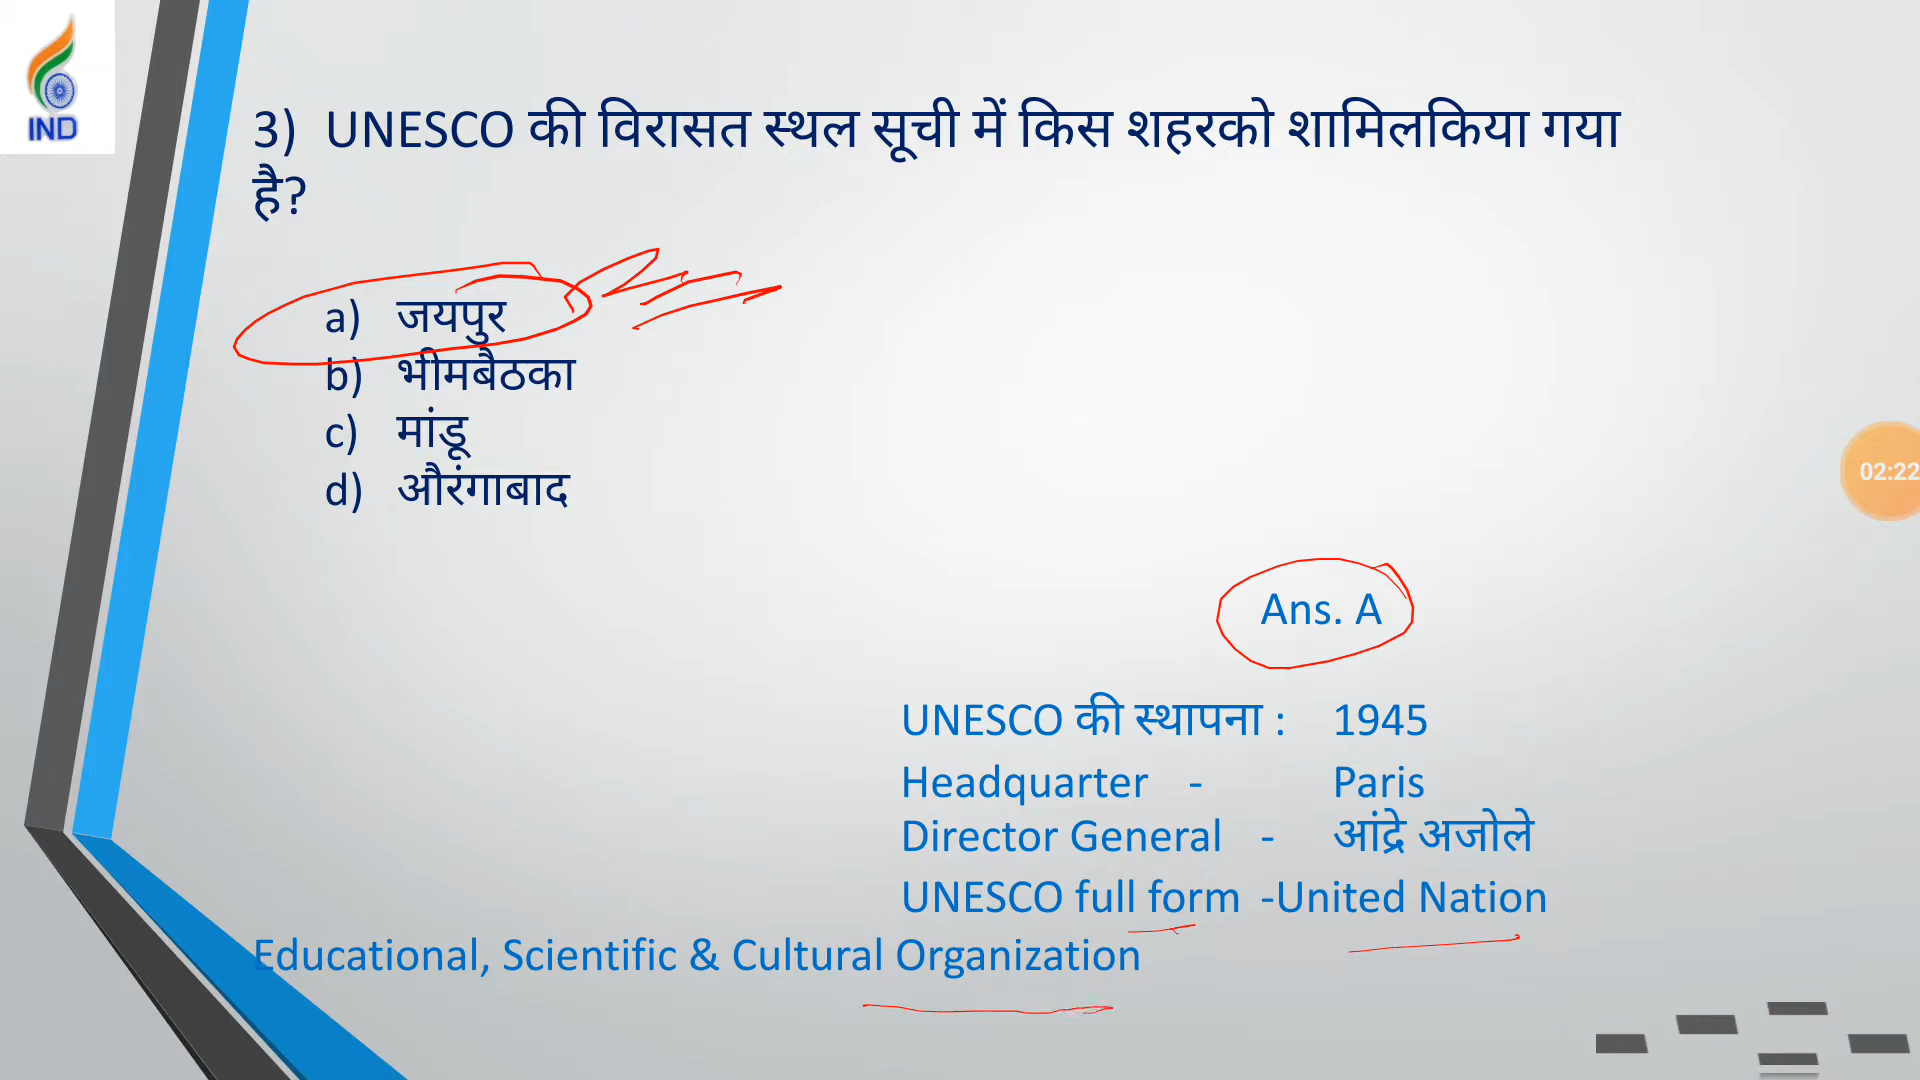 IND
3) UNESCO की विरासत स्थल सूची में किस शहरको शामिलकिया गया
है?
a) जयपुर
b) भीमबैठका
c) मांडू
d) औरंगाबाद
02:22
Ans. A
UNESCO की स्थापना : 1945
Headquarter - Paris
Director General - आंद्रे अजोले
UNESCO full form -United Nation
Educational, Scientific & Cultural Organization